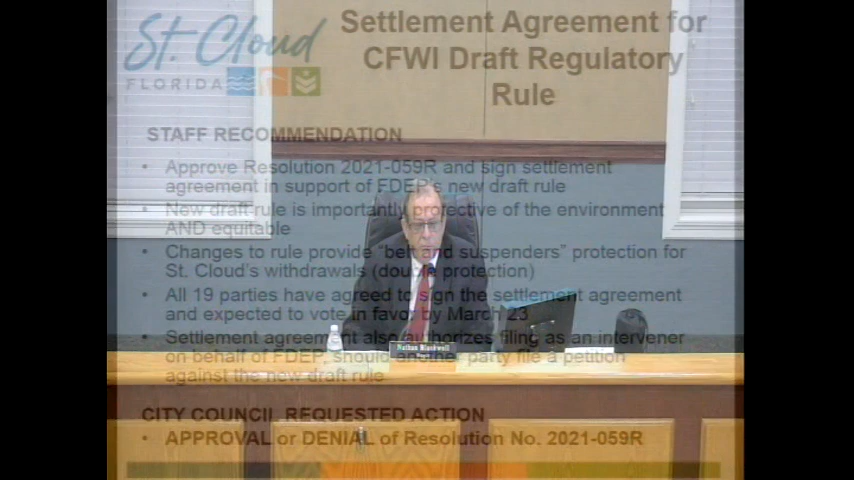 St. Cloud
FLORIDA
Settlement Agreement for
CFWI Draft Regulatory
Rule
STAFF RECOMMENDATION
• Approve Resolution 2021-059R and sign settlement
agreement in support of FDEP's new draft rule
• New draft rule is importantly protective of the environment
AND equitable
• Changes to rule provide "belt and suspenders" protection for
St. Cloud's withdrawals (double protection)
• All 19 parties have agreed to sign the settlement agreement
and expected to vote in favor by March 23
• Settlement agreement also authorizes filing as an intervener
on behalf of FDEP, should another party file a petition
against the new draft rule
Nathan Blackwell
CITY COUNCIL REQUESTED ACTION
• APPROVAL or DENIAL of Resolution No. 2021-059R